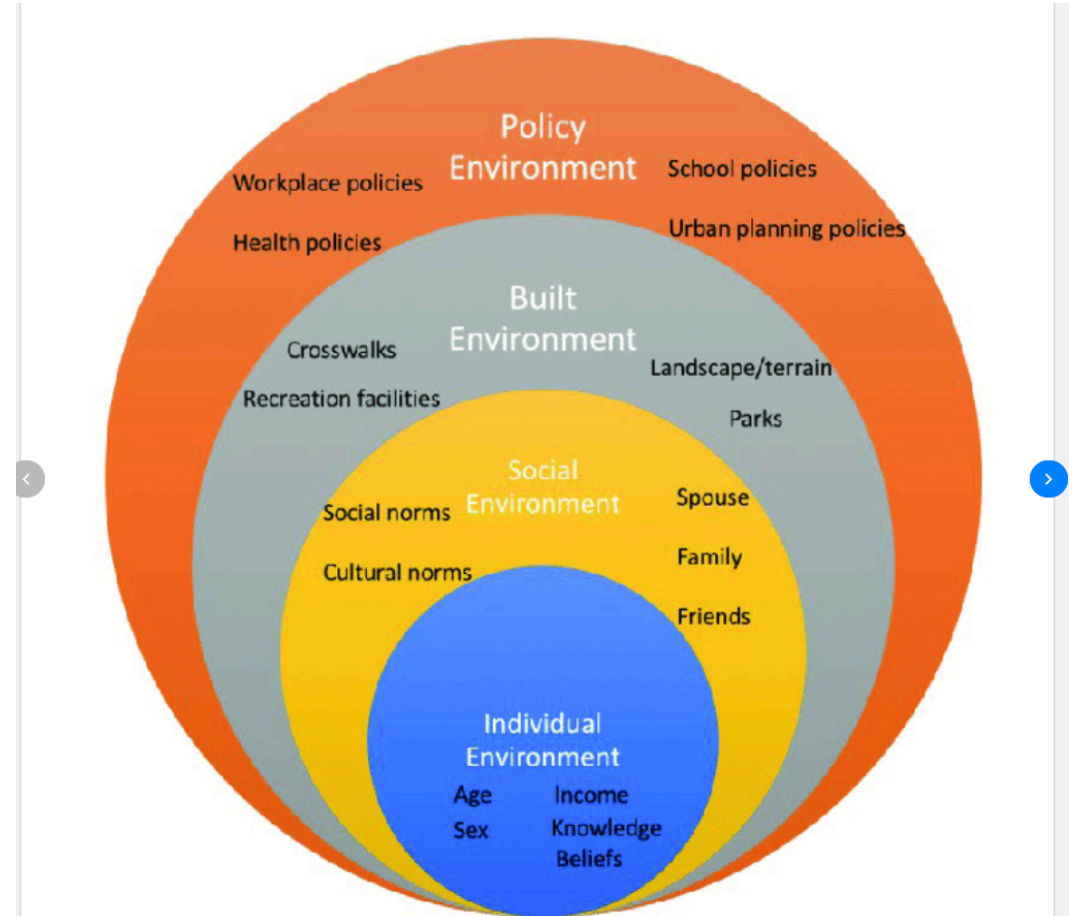 Policy
Environment
Workplace policies
School policies
Health policies
Urban planning policies
Built
Environment
Crosswalks
Landscape/terrain
Recreation facilities
Parks
Social
Environment
Social norms
Spouse
Cultural norms
Family
Friends
Individual
Environment
Age
Income
Sex
Knowledge
Beliefs